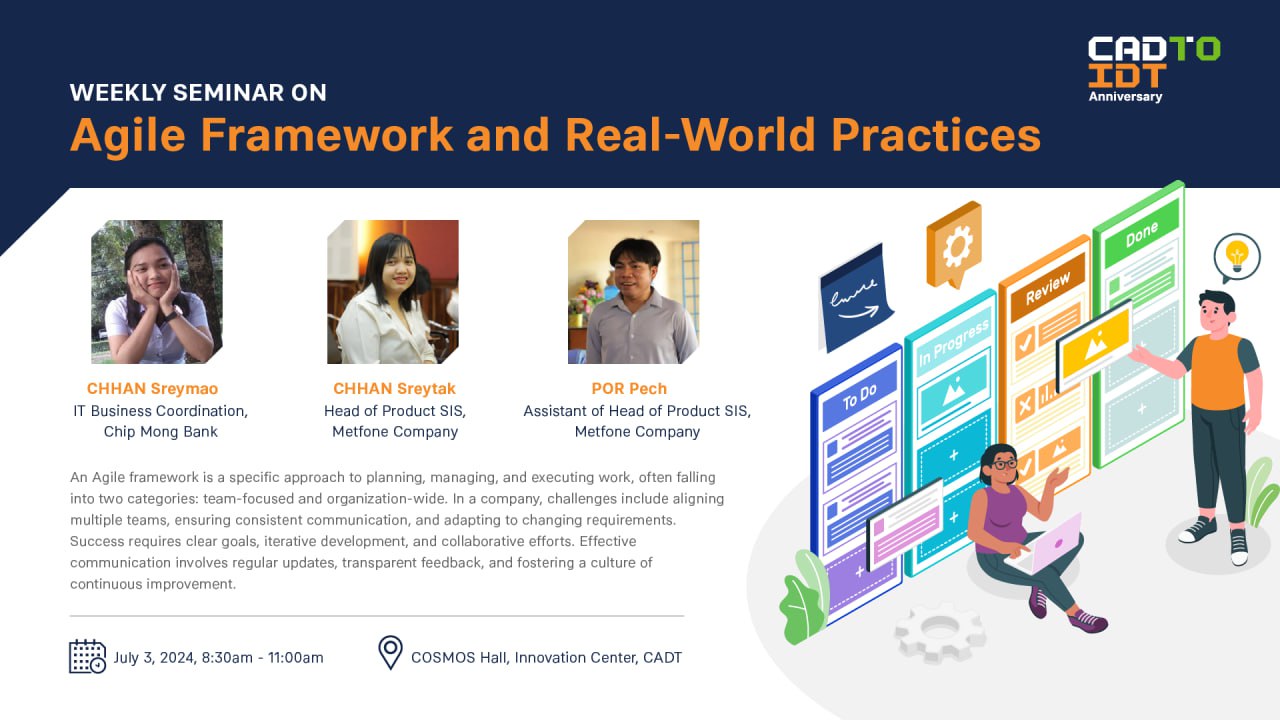 CADTO
IDT
Anniversary
WEEKLY SEMINAR ON
Agile Framework and Real-World Practices
CHHAN Sreymao
IT Business Coordination,
Chip Mong Bank
CHHAN Sreytak
Head of Product SIS,
Metfone Company
POR Pech
Assistant of Head of Product SIS,
Metfone Company
An Agile framework is a specific approach to planning, managing, and executing work, often falling
into two categories: team-focused and organization-wide. In a company, challenges include aligning
multiple teams, ensuring consistent communication, and adapting to changing requirements.
Success requires clear goals, iterative development, and collaborative efforts. Effective
communication involves regular updates, transparent feedback, and fostering a culture of
continuous improvement.
July 3, 2024, 8:30am - 11:00am
COSMOS Hall, Innovation Center, CADT
To Do
In Progress
Review
Done